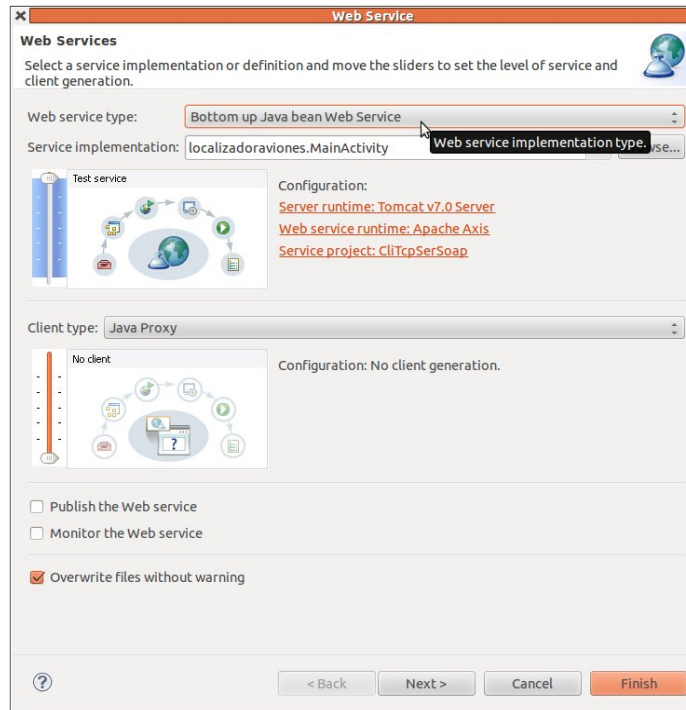 Web Service
Web Services
Select a service implementation or definition and move the sliders to set the level of service and
client generation.
Web service type: Bottom up Java bean Web Service
Service implementation: localizadoraviones.MainActivity
Web service implementation type.
Test service
Configuration:
Server runtime: Tomcat v7.0 Server
Web service runtime: Apache Axis
Service project: CliTcpSerSoap
Client type: Java Proxy
No client
Configuration: No client generation.
Publish the Web service
Monitor the Web service
Overwrite files without warning
?
< Back Next > Cancel Finish